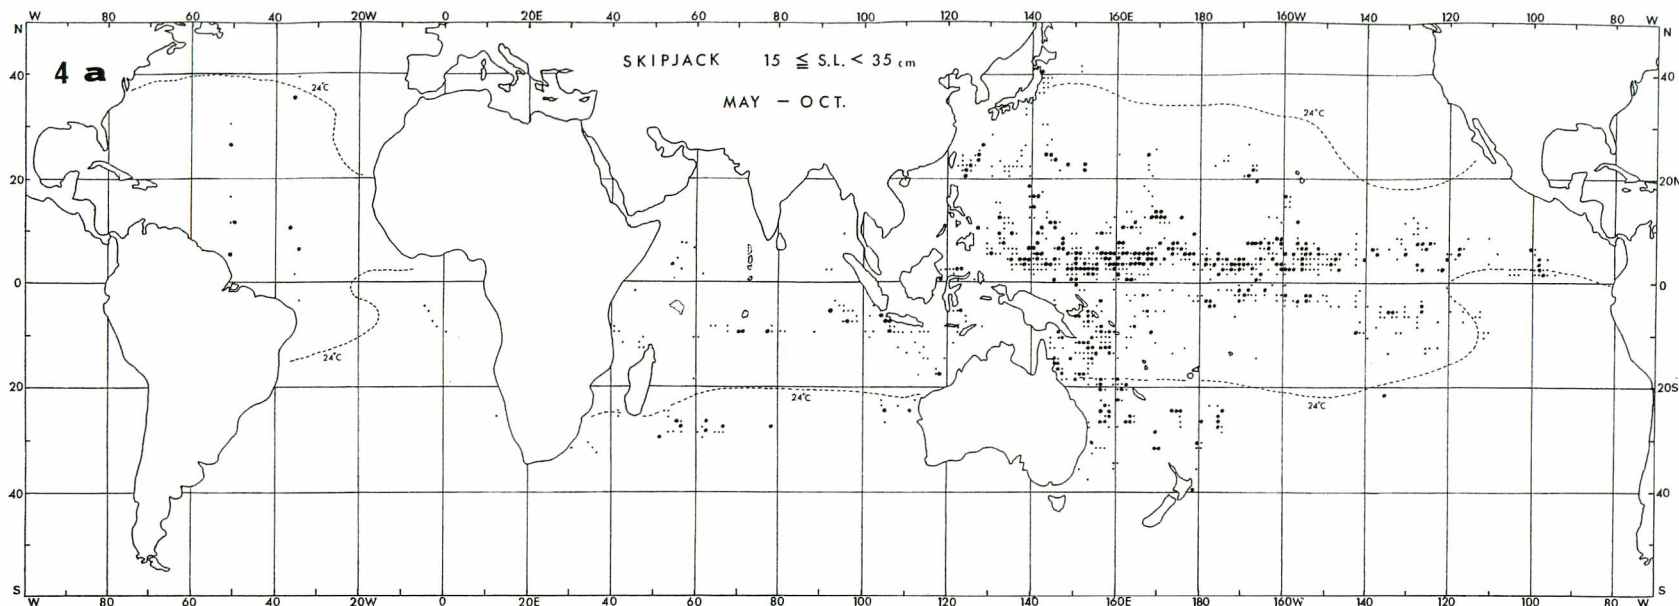 W 80 60 40 20W 0 20E 40 60 80 100 120 140 160E 180 160W 140 120 100 80 W
N N
4 a
SKIPJACK 15 ≦ S.L. < 35 cm
MAY – OCT.
40 40
24°C 24°C
20 20N
0 0
24°C
20 20S
24°C 24°C
40 40
S S
W 80 60 40 20W 0 20E 40 60 80 100 120 140 160E 180 160W 140 120 100 80 W